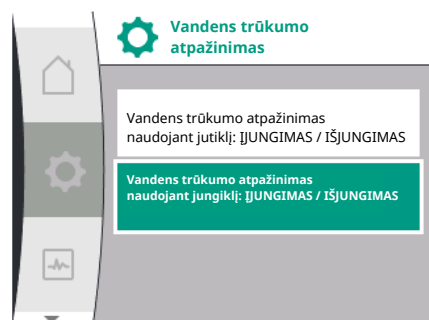 Vandens trūkumo
atpažinimas
Vandens trūkumo atpažinimas
naudojant jutiklį: ĮJUNGIMAS / IŠJUNGIMAS
Vandens trūkumo atpažinimas
naudojant jungiklį: ĮJUNGIMAS / IŠJUNGIMAS